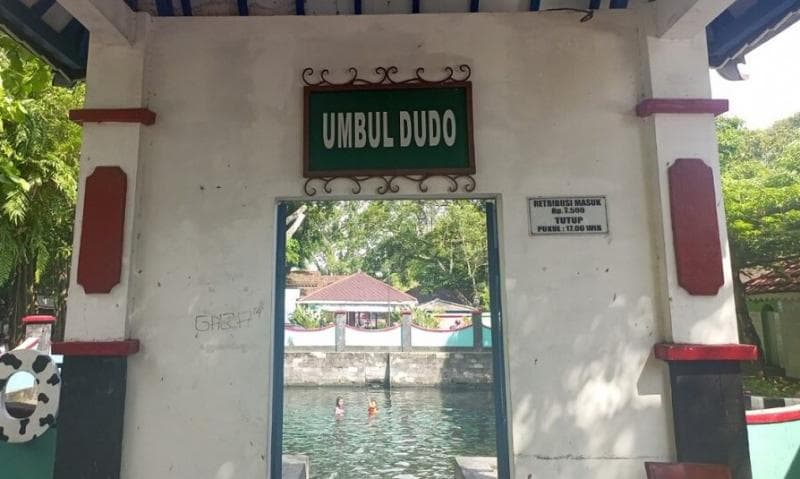 UMBUL DUDO
RETRIBUSI MASUK
Rp. 7.500
TUTUP
PUKUL : 17.00 WIB